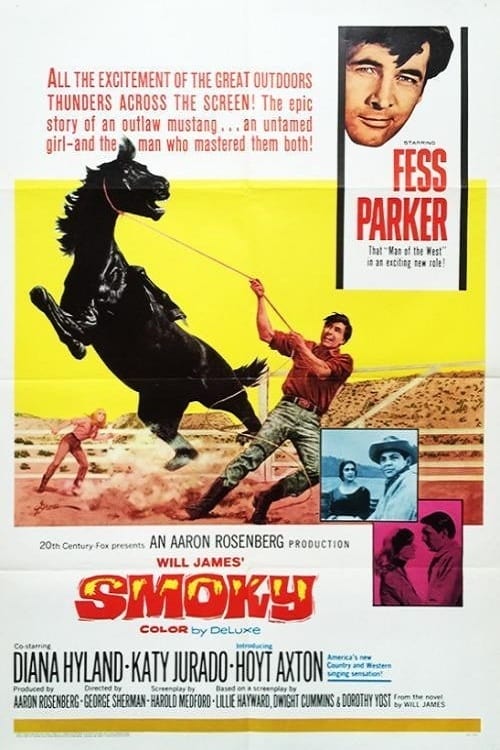 ALL THE EXCITEMENT OF THE GREAT OUTDOORS
THUNDERS ACROSS THE SCREEN! The epic
story of an outlaw mustang...an untamed
girl—and the man who mastered them both!
STARRING
FESS
PARKER
That "Man of the West"
in an exciting new role!
20th Century-Fox presents AN AARON ROSENBERG PRODUCTION
WILL JAMES'
SMOKY
COLOR by DELUXE
Co-starring
DIANA HYLAND · KATY JURADO ·
Introducing
HOYT AXTON
America's new
Country and Western
singing sensation!
Produced by
AARON ROSENBERG ·
Directed by
GEORGE SHERMAN ·
Screenplay by
HAROLD MEDFORD ·
Based on a screenplay by
LILLIE HAYWARD, DWIGHT CUMMINS & DOROTHY YOST
From the novel
by WILL JAMES